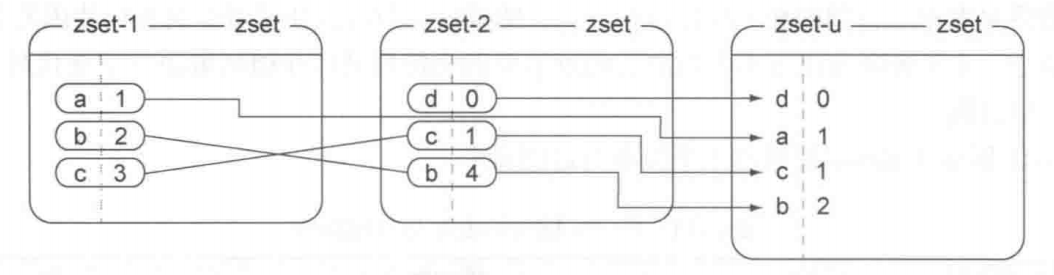 zset-1 zset zset-2 zset zset-u zset
a 1 d 0 d 0
b 2 c 1 a 1
c 3 b 4 c 1
b 2